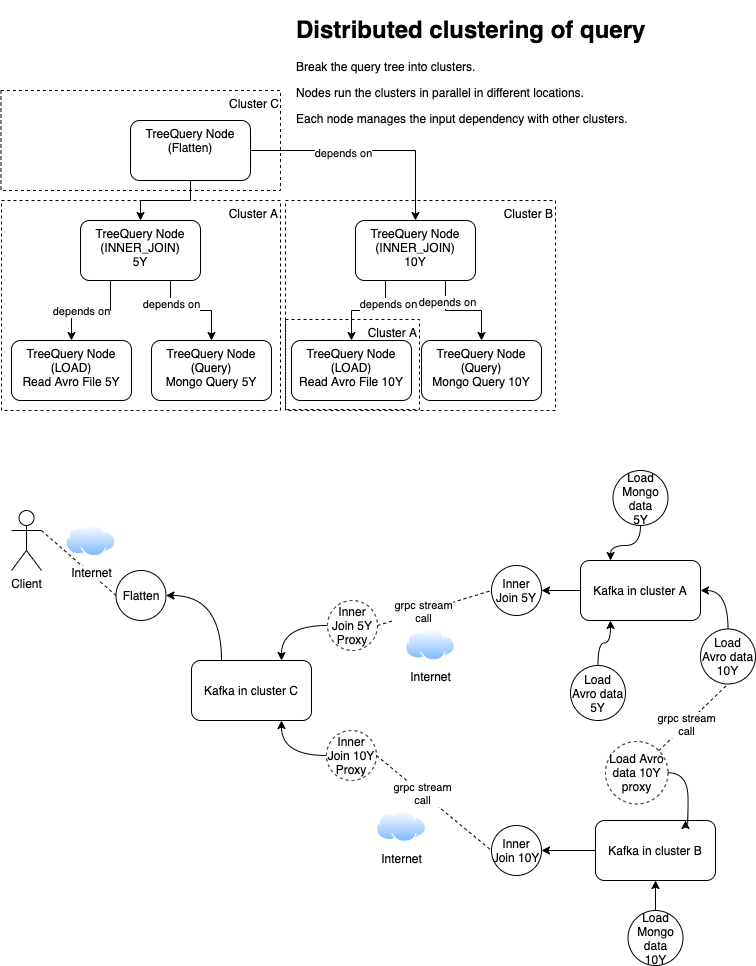 Distributed clustering of query
Break the query tree into clusters.
Nodes run the clusters in parallel in different locations.
Each node manages the input dependency with other clusters.
Cluster C
TreeQuery Node
(Flatten)
depends on
Cluster A
TreeQuery Node
(INNER_JOIN)
5Y
Cluster B
TreeQuery Node
(INNER_JOIN)
10Y
depends on
depends on
depends on
depends on
Cluster A
TreeQuery Node
(LOAD)
Read Avro File 5Y
TreeQuery Node
(Query)
Mongo Query 5Y
TreeQuery Node
(LOAD)
Read Avro File 10Y
TreeQuery Node
(Query)
Mongo Query 10Y
Load
Mongo
data
5Y
Client
Internet
Flatten
Inner
Join 5Y
Proxy
grpc stream
call
Internet
Inner
Join 5Y
Kafka in cluster A
Load
Avro data
10Y
Load
Avro data
5Y
Kafka in cluster C
grpc stream
call
Inner
Join 10Y
Proxy
Load Avro
data 10Y
proxy
grpc stream
call
Internet
Inner
Join 10Y
Kafka in cluster B
Load
Mongo
data
10Y